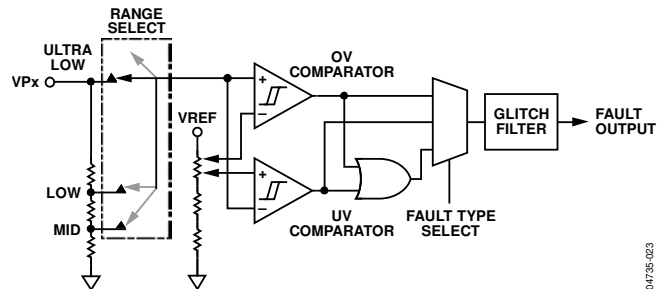 RANGE
SELECT
ULTRA
LOW
VPx
LOW
MID
VREF
OV
COMPARATOR
+
−
+
−
UV
COMPARATOR
FAULT TYPE
SELECT
GLITCH
FILTER
FAULT
OUTPUT
04735-023